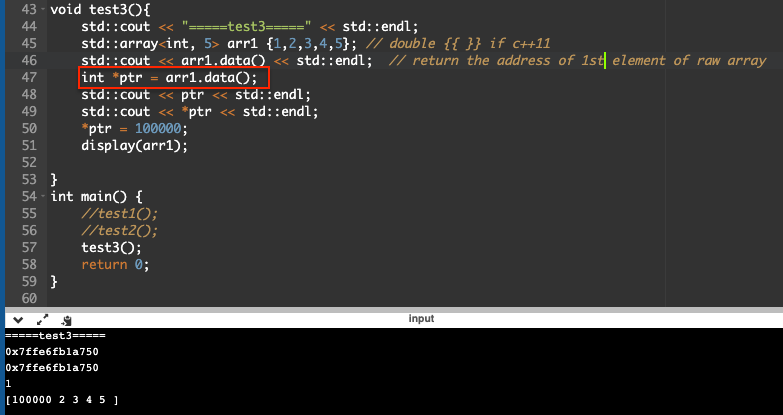 43 void test3(){
44 std::cout << "=====test3=====" << std::endl;
45 std::array<int, 5> arr1 {1,2,3,4,5}; // double {{ }} if c++11
46 std::cout << arr1.data() << std::endl; // return the address of 1st element of raw array
47 int *ptr = arr1.data();
48 std::cout << ptr << std::endl;
49 std::cout << *ptr << std::endl;
50 *ptr = 100000;
51 display(arr1);
52
53 }
54 int main() {
55 //test1();
56 //test2();
57 test3();
58 return 0;
59 }
60
input
=====test3=====
0x7ffe6fb1a750
0x7ffe6fb1a750
1
[100000 2 3 4 5 ]